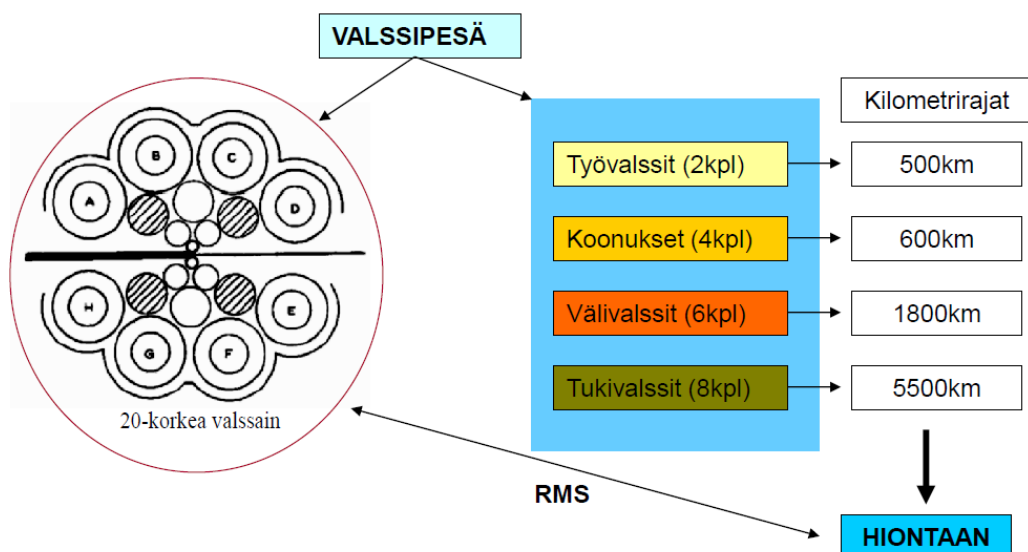 VALSSIPESÄ
Kilometrirajat
B
C
A
D
H
E
G
F
20-korkea valssain
Työvalssit (2kpl)
500km
Koonukset (4kpl)
600km
Välivalssit (6kpl)
1800km
Tukivalssit (8kpl)
5500km
RMS
HIONTAAN